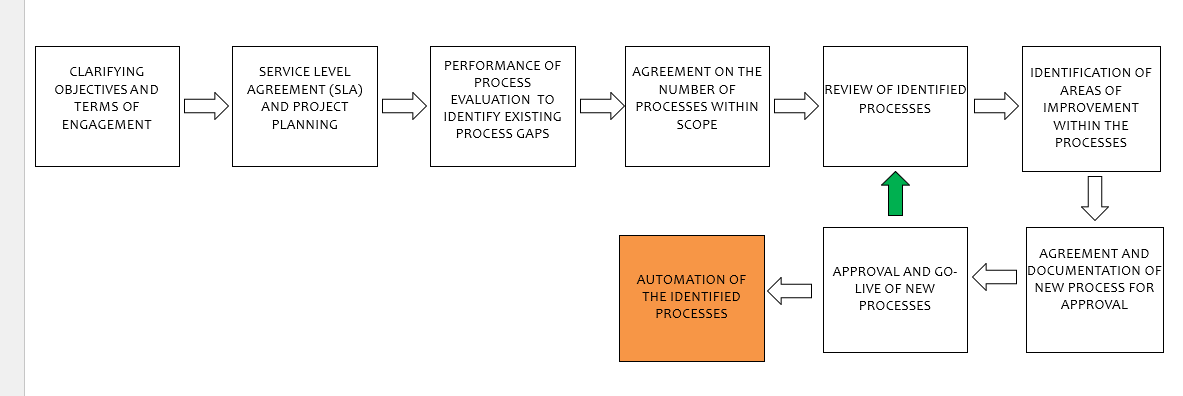 CLARIFYING
OBJECTIVES AND
TERMS OF
ENGAGEMENT
SERVICE LEVEL
AGREEMENT (SLA)
AND PROJECT
PLANNING
PERFORMANCE OF
PROCESS
EVALUATION TO
IDENTIFY EXISTING
PROCESS GAPS
AGREEMENT ON THE
NUMBER OF
PROCESSES WITHIN
SCOPE
REVIEW OF IDENTIFIED
PROCESSES
IDENTIFICATION OF
AREAS OF
IMPROVEMENT
WITHIN THE
PROCESSES
AGREEMENT AND
DOCUMENTATION OF
NEW PROCESS FOR
APPROVAL
APPROVAL AND GO-
LIVE OF NEW
PROCESSES
AUTOMATION OF
THE IDENTIFIED
PROCESSES